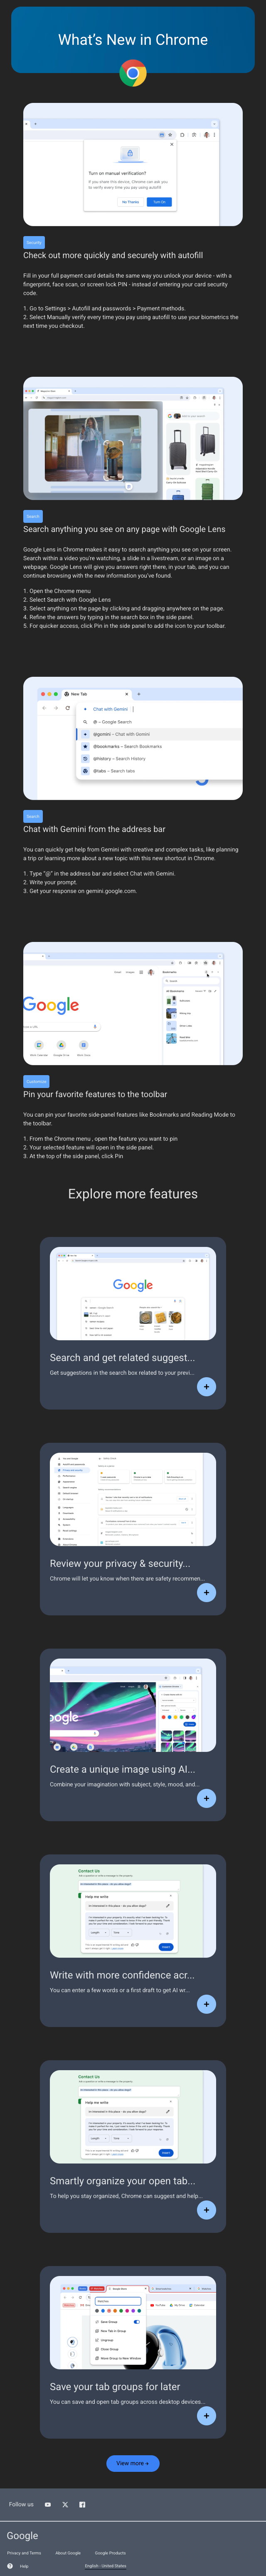 What's New in Chrome
Turn on manual verification?
If you share this device, Chrome can ask you
to verify every time you pay using autofill
No Thanks
Turn On
Security
Check out more quickly and securely with autofill
Fill in your full payment card details the same way you unlock your device - with a
fingerprint, face scan, or screen lock PIN - instead of entering your card security
code.
1. Go to Settings > Autofill and passwords > Payment methods.
2. Select Manually verify every time you pay using autofill to use your biometrics the
next time you checkout.
Search
Search anything you see on any page with Google Lens
Google Lens in Chrome makes it easy to search anything you see on your screen.
Search within a video you're watching, a slide in a livestream, or an image on a
webpage. Google Lens will give you answers right there, in your tab, and you can
continue browsing with the new information you've found.
1. Open the Chrome menu
2. Select Search with Google Lens
3. Select anything on the page by clicking and dragging anywhere on the page.
4. Refine the answers by typing in the search box in the side panel.
5. For quicker access, click Pin in the side panel to add the icon to your toolbar.
New Tab
Chat with Gemini
@ – Google Search
@gemini – Chat with Gemini
@bookmarks – Search Bookmarks
@history – Search History
@tabs – Search tabs
Search
Chat with Gemini from the address bar
You can quickly get help from Gemini with creative and complex tasks, like planning
a trip or learning more about a new topic with this new shortcut in Chrome.
1. Type "@" in the address bar and select Chat with Gemini.
2. Write your prompt.
3. Get your response on gemini.google.com.
Bookmarks
Google
All Bookmarks
Customize
Pin your favorite features to the toolbar
You can pin your favorite side-panel features like Bookmarks and Reading Mode to
the toolbar.
1. From the Chrome menu , open the feature you want to pin
2. Your selected feature will open in the side panel.
3. At the top of the side panel, click Pin
Explore more features
Google
Search and get related suggest...
Get suggestions in the search box related to your previ...
Review your privacy & security...
Chrome will let you know when there are safety recommen...
Create a unique image using AI...
Combine your imagination with subject, style, mood, and...
Contact Us
Help me write
Write with more confidence acr...
You can enter a few words or a first draft to get AI wr...
Contact Us
Help me write
Smartly organize your open tab...
To help you stay organized, Chrome can suggest and help...
Save Group
New Tab in Group
Ungroup
Close Group
Move Group to New Window
Save your tab groups for later
You can save and open tab groups across desktop devices...
View more +
Follow us
Google
Privacy and Terms
About Google
Google Products
Help
English - United States